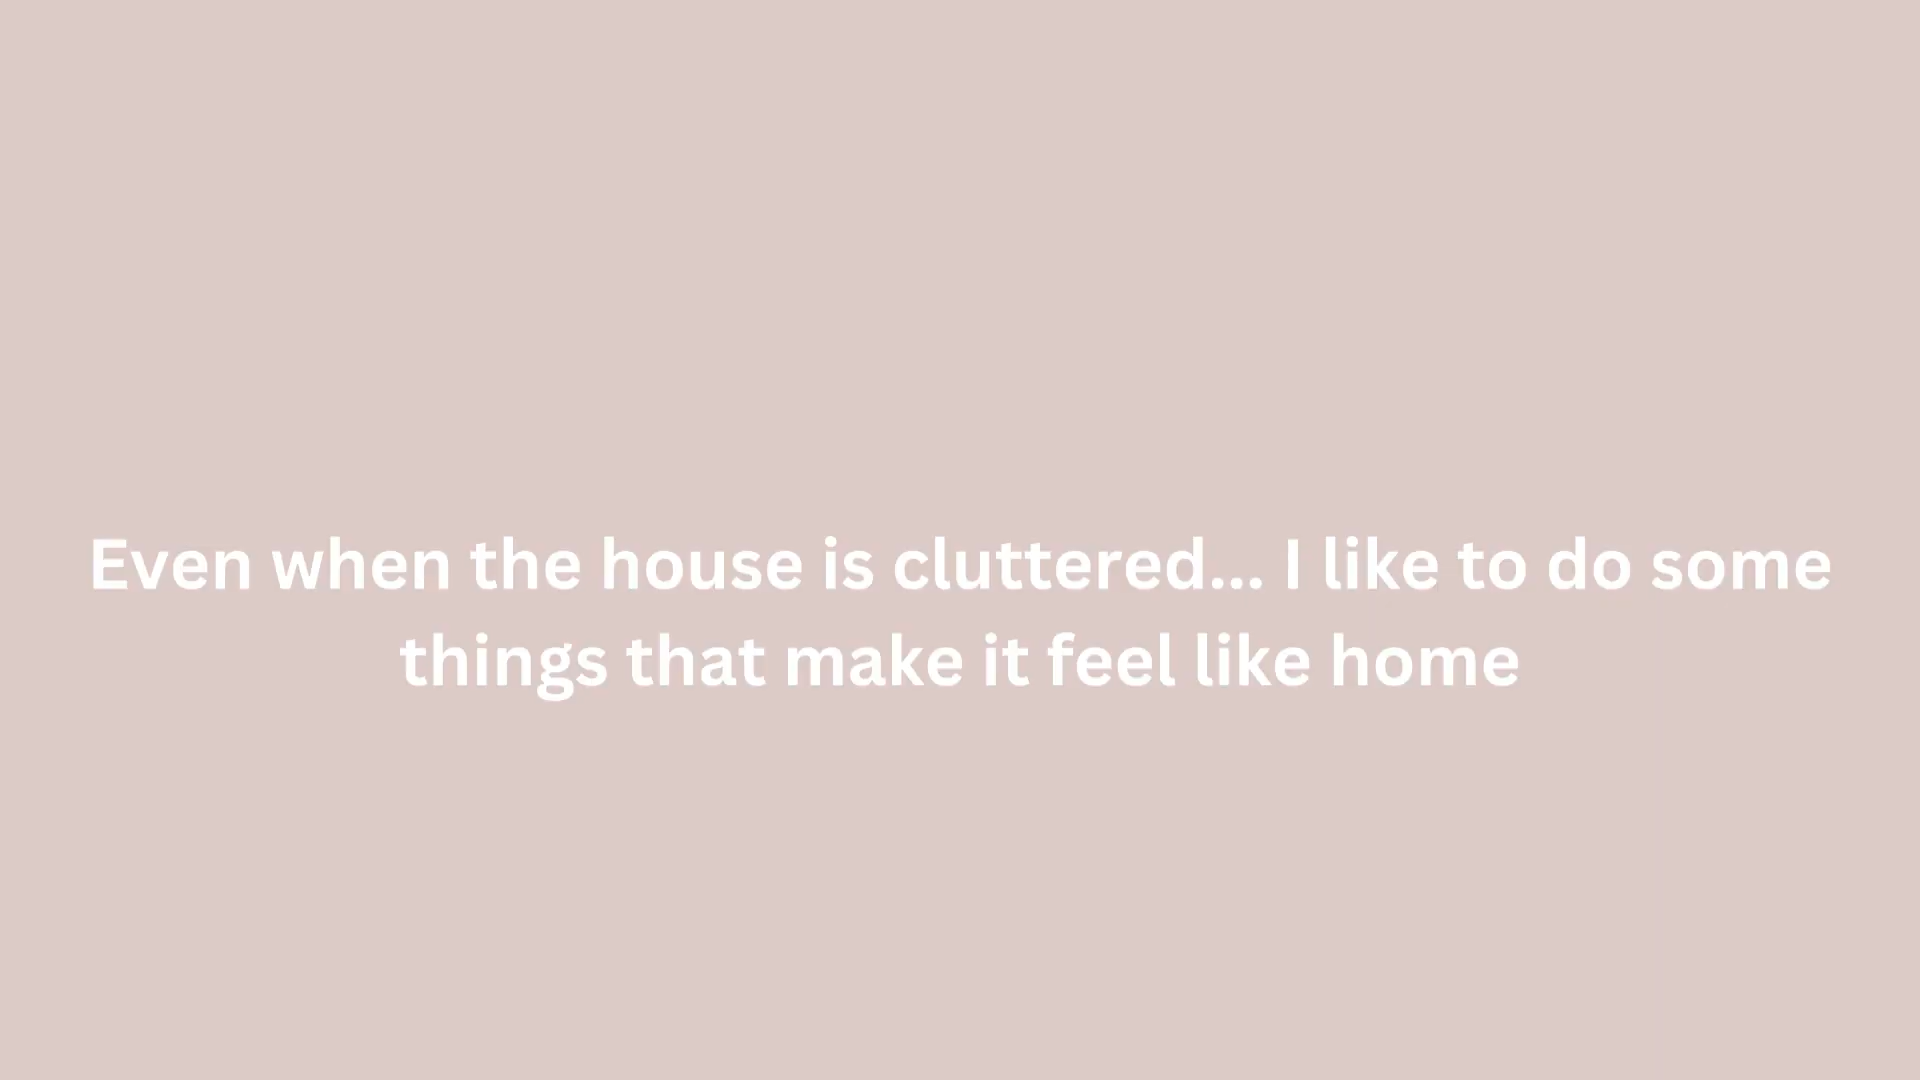 Even when the house is cluttered... I like to do some
things that make it feel like home